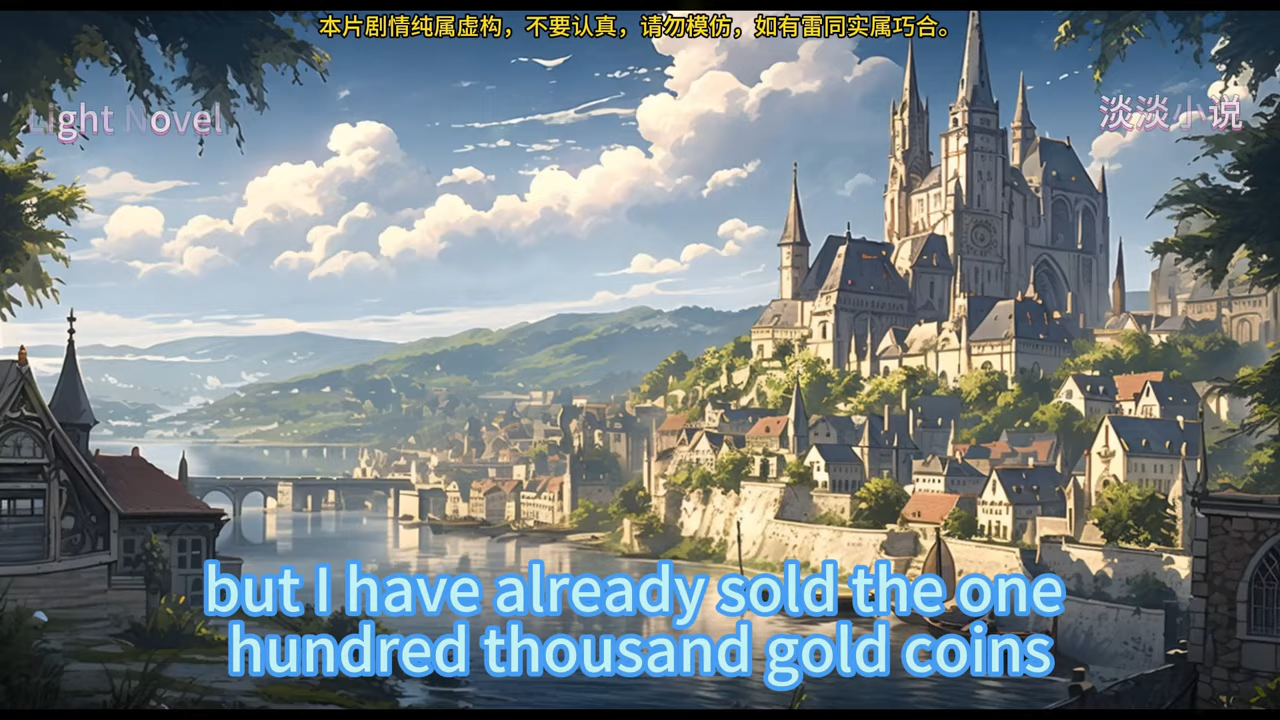 本片剧情纯属虚构，不要认真，请勿模仿，如有雷同实属巧合。
Light Novel
淡淡小说
but I have already sold the one
hundred thousand gold coins